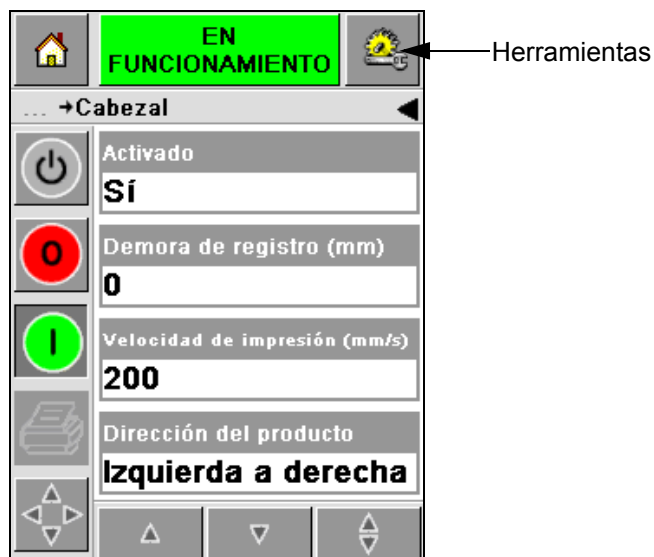 EN
FUNCIONAMIENTO
Herramientas
... →Cabezal
Activado
Sí
O
Demora de registro (mm)
0
I
Velocidad de impresión (mm/s)
200
Dirección del producto
Izquierda a derecha